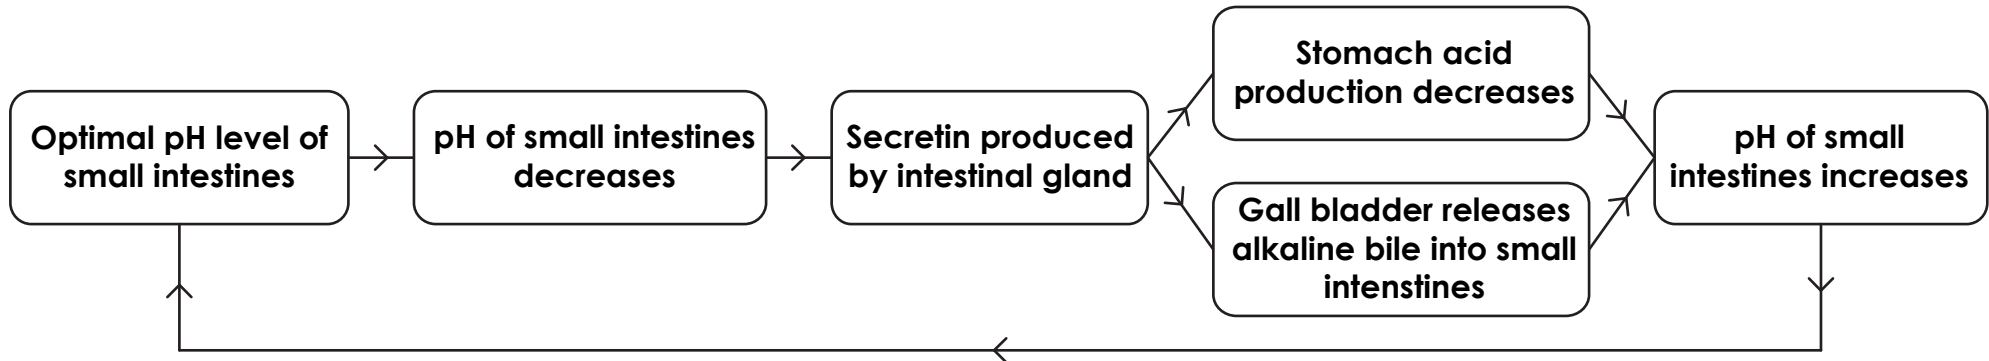 Optimal pH level of
small intestines
pH of small intestines
decreases
Secretin produced
by intestinal gland
Stomach acid
production decreases
Gall bladder releases
alkaline bile into small
intenstines
pH of small
intestines increases